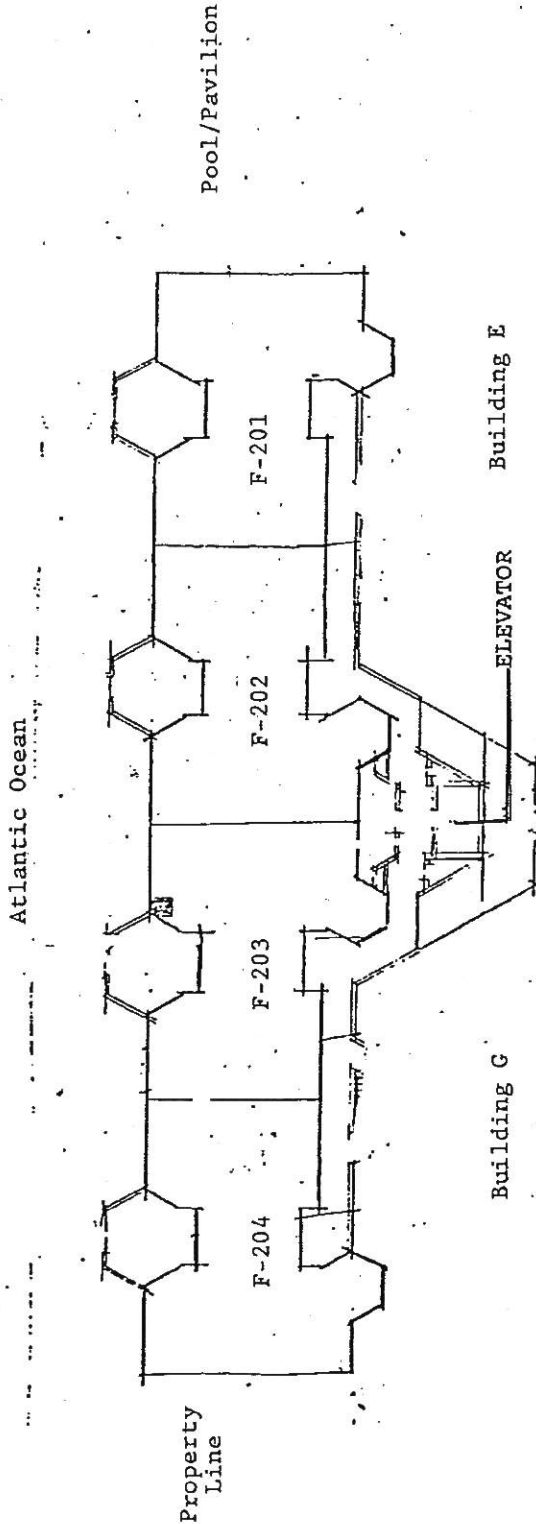 Atlantic Ocean
Property
Line
Pool/Pavilion
F-204
F-203
F-202
F-201
ELEVATOR
Building G
Building E